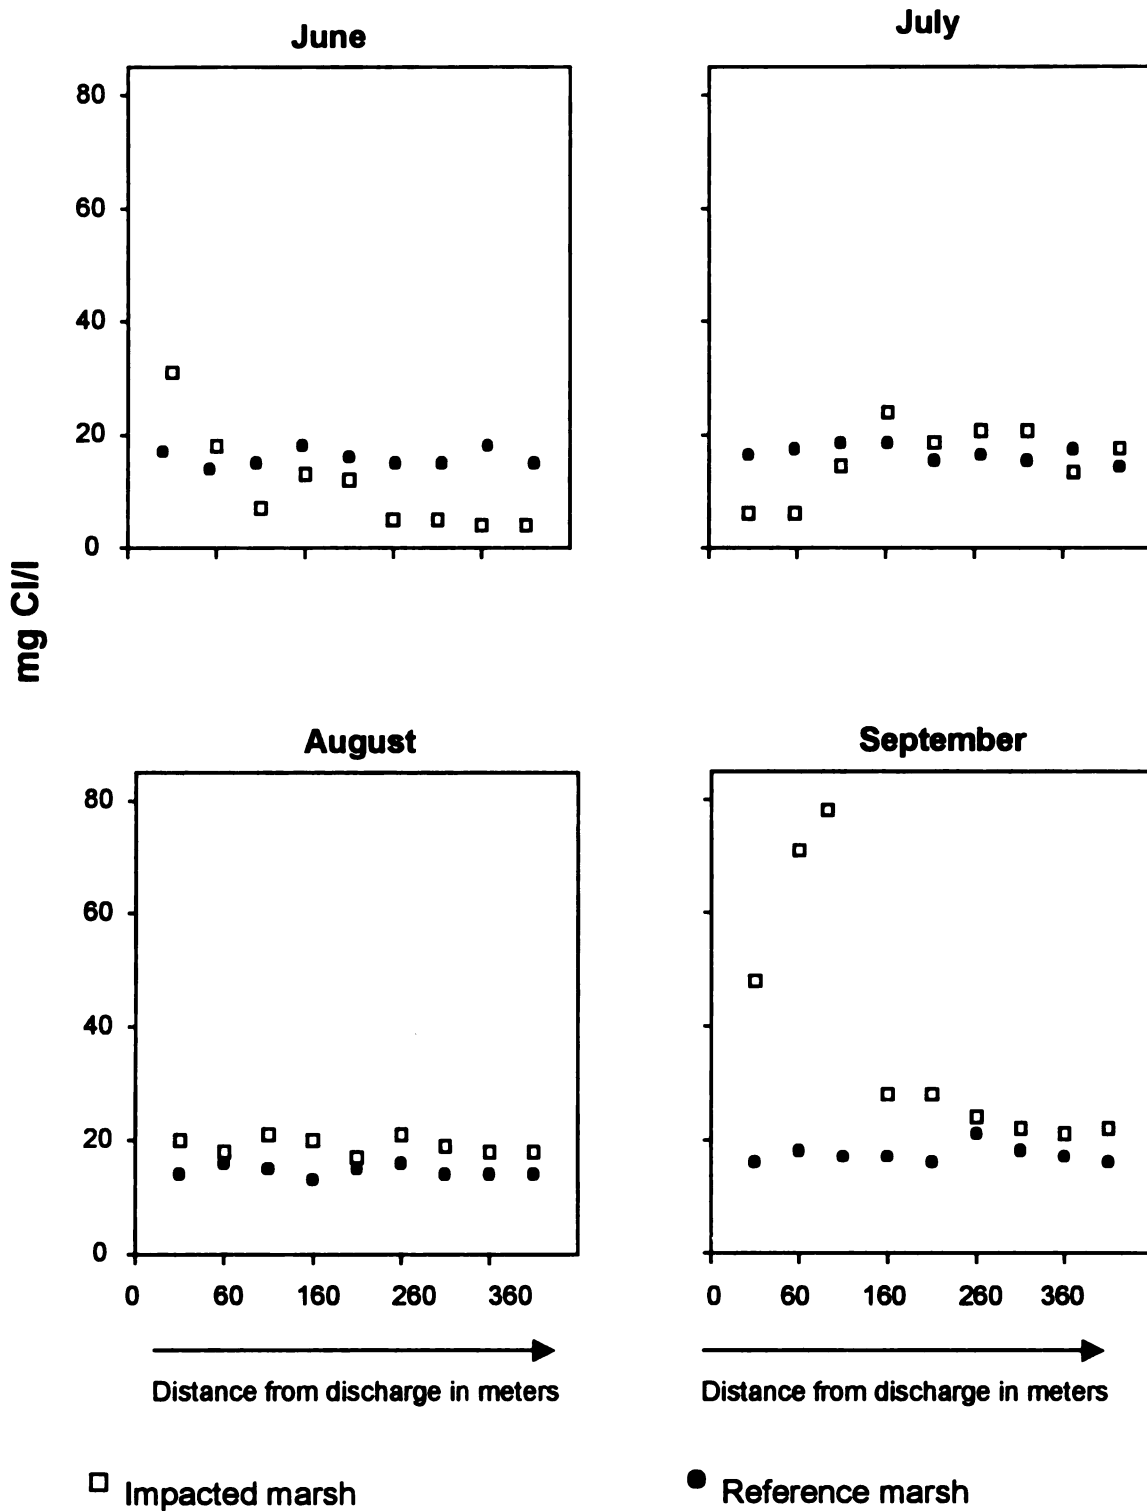 June
July
80
60
40
20
0
mg Cl/l
August
September
80
60
40
20
0
0 60 160 260 360
0 60 160 260 360
Distance from discharge in meters
Distance from discharge in meters
Impacted marsh
Reference marsh